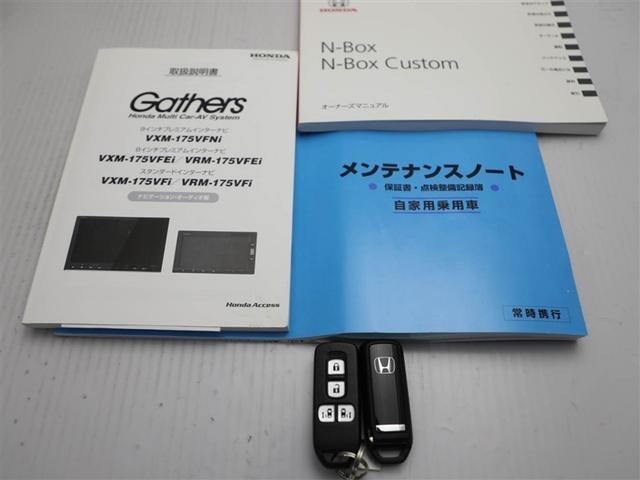 HONDA
取扱説明書
Gathers
Honda Multi Car-AV System
9インチプレミアムインターナビ
VXM-175VFNi
8インチプレミアムインターナビ
VXM-175VFEi/VRM-175VFEi
スタンダードインターナビ
VXM-175VFi/VRM-175VFi
ナビゲーション・オーディオ編
Honda Access
HONDA
N-Box
N-Box Custom
オーナーズマニュアル
メンテナンス
メンテナンスノート
● 保証書・点検整備記録簿 ●
自家用乗用車
常時携行